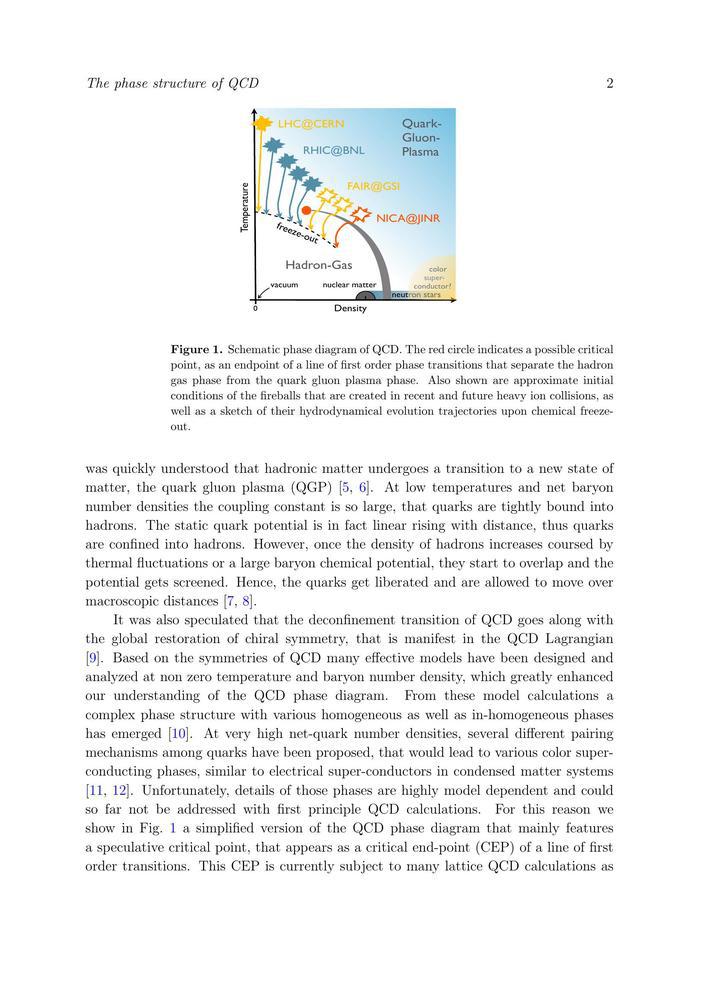 The phase structure of QCD 2
LHC@CERN
Quark-
Gluon-
Plasma
RHIC@BNL
FAIR@GSI
NICA@JINR
Temperature
freeze-out
Hadron-Gas
color
super-
conductor?
vacuum
nuclear matter
neutron stars
0
Density
Figure 1. Schematic phase diagram of QCD. The red circle indicates a possible critical
point, as an endpoint of a line of first order phase transitions that separate the hadron
gas phase from the quark gluon plasma phase. Also shown are approximate initial
conditions of the fireballs that are created in recent and future heavy ion collisions, as
well as a sketch of their hydrodynamical evolution trajectories upon chemical freeze-
out.
was quickly understood that hadronic matter undergoes a transition to a new state of
matter, the quark gluon plasma (QGP) [5, 6]. At low temperatures and net baryon
number densities the coupling constant is so large, that quarks are tightly bound into
hadrons. The static quark potential is in fact linear rising with distance, thus quarks
are confined into hadrons. However, once the density of hadrons increases coursed by
thermal fluctuations or a large baryon chemical potential, they start to overlap and the
potential gets screened. Hence, the quarks get liberated and are allowed to move over
macroscopic distances [7, 8].
It was also speculated that the deconfinement transition of QCD goes along with
the global restoration of chiral symmetry, that is manifest in the QCD Lagrangian
[9]. Based on the symmetries of QCD many effective models have been designed and
analyzed at non zero temperature and baryon number density, which greatly enhanced
our understanding of the QCD phase diagram. From these model calculations a
complex phase structure with various homogeneous as well as in-homogeneous phases
has emerged [10]. At very high net-quark number densities, several different pairing
mechanisms among quarks have been proposed, that would lead to various color super-
conducting phases, similar to electrical super-conductors in condensed matter systems
[11, 12]. Unfortunately, details of those phases are highly model dependent and could
so far not be addressed with first principle QCD calculations. For this reason we
show in Fig. 1 a simplified version of the QCD phase diagram that mainly features
a speculative critical point, that appears as a critical end-point (CEP) of a line of first
order transitions. This CEP is currently subject to many lattice QCD calculations as